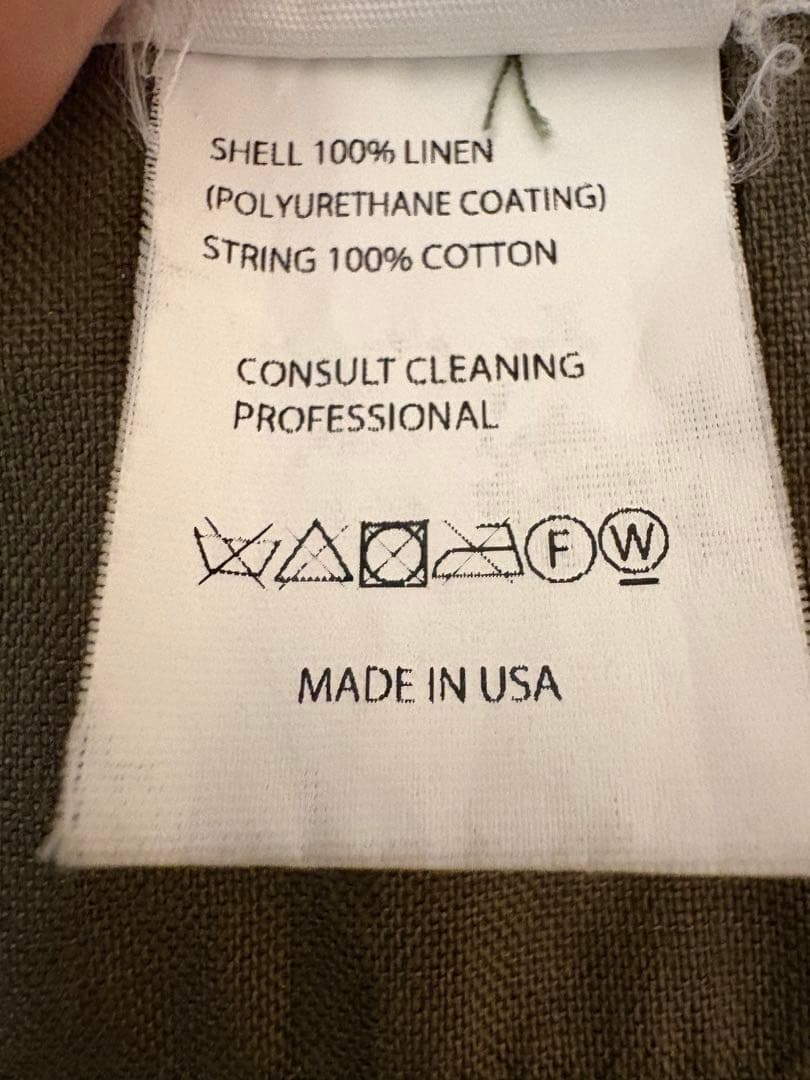 SHELL 100% LINEN
(POLYURETHANE COATING)
STRING 100% COTTON
CONSULT CLEANING
PROFESSIONAL
F W
MADE IN USA